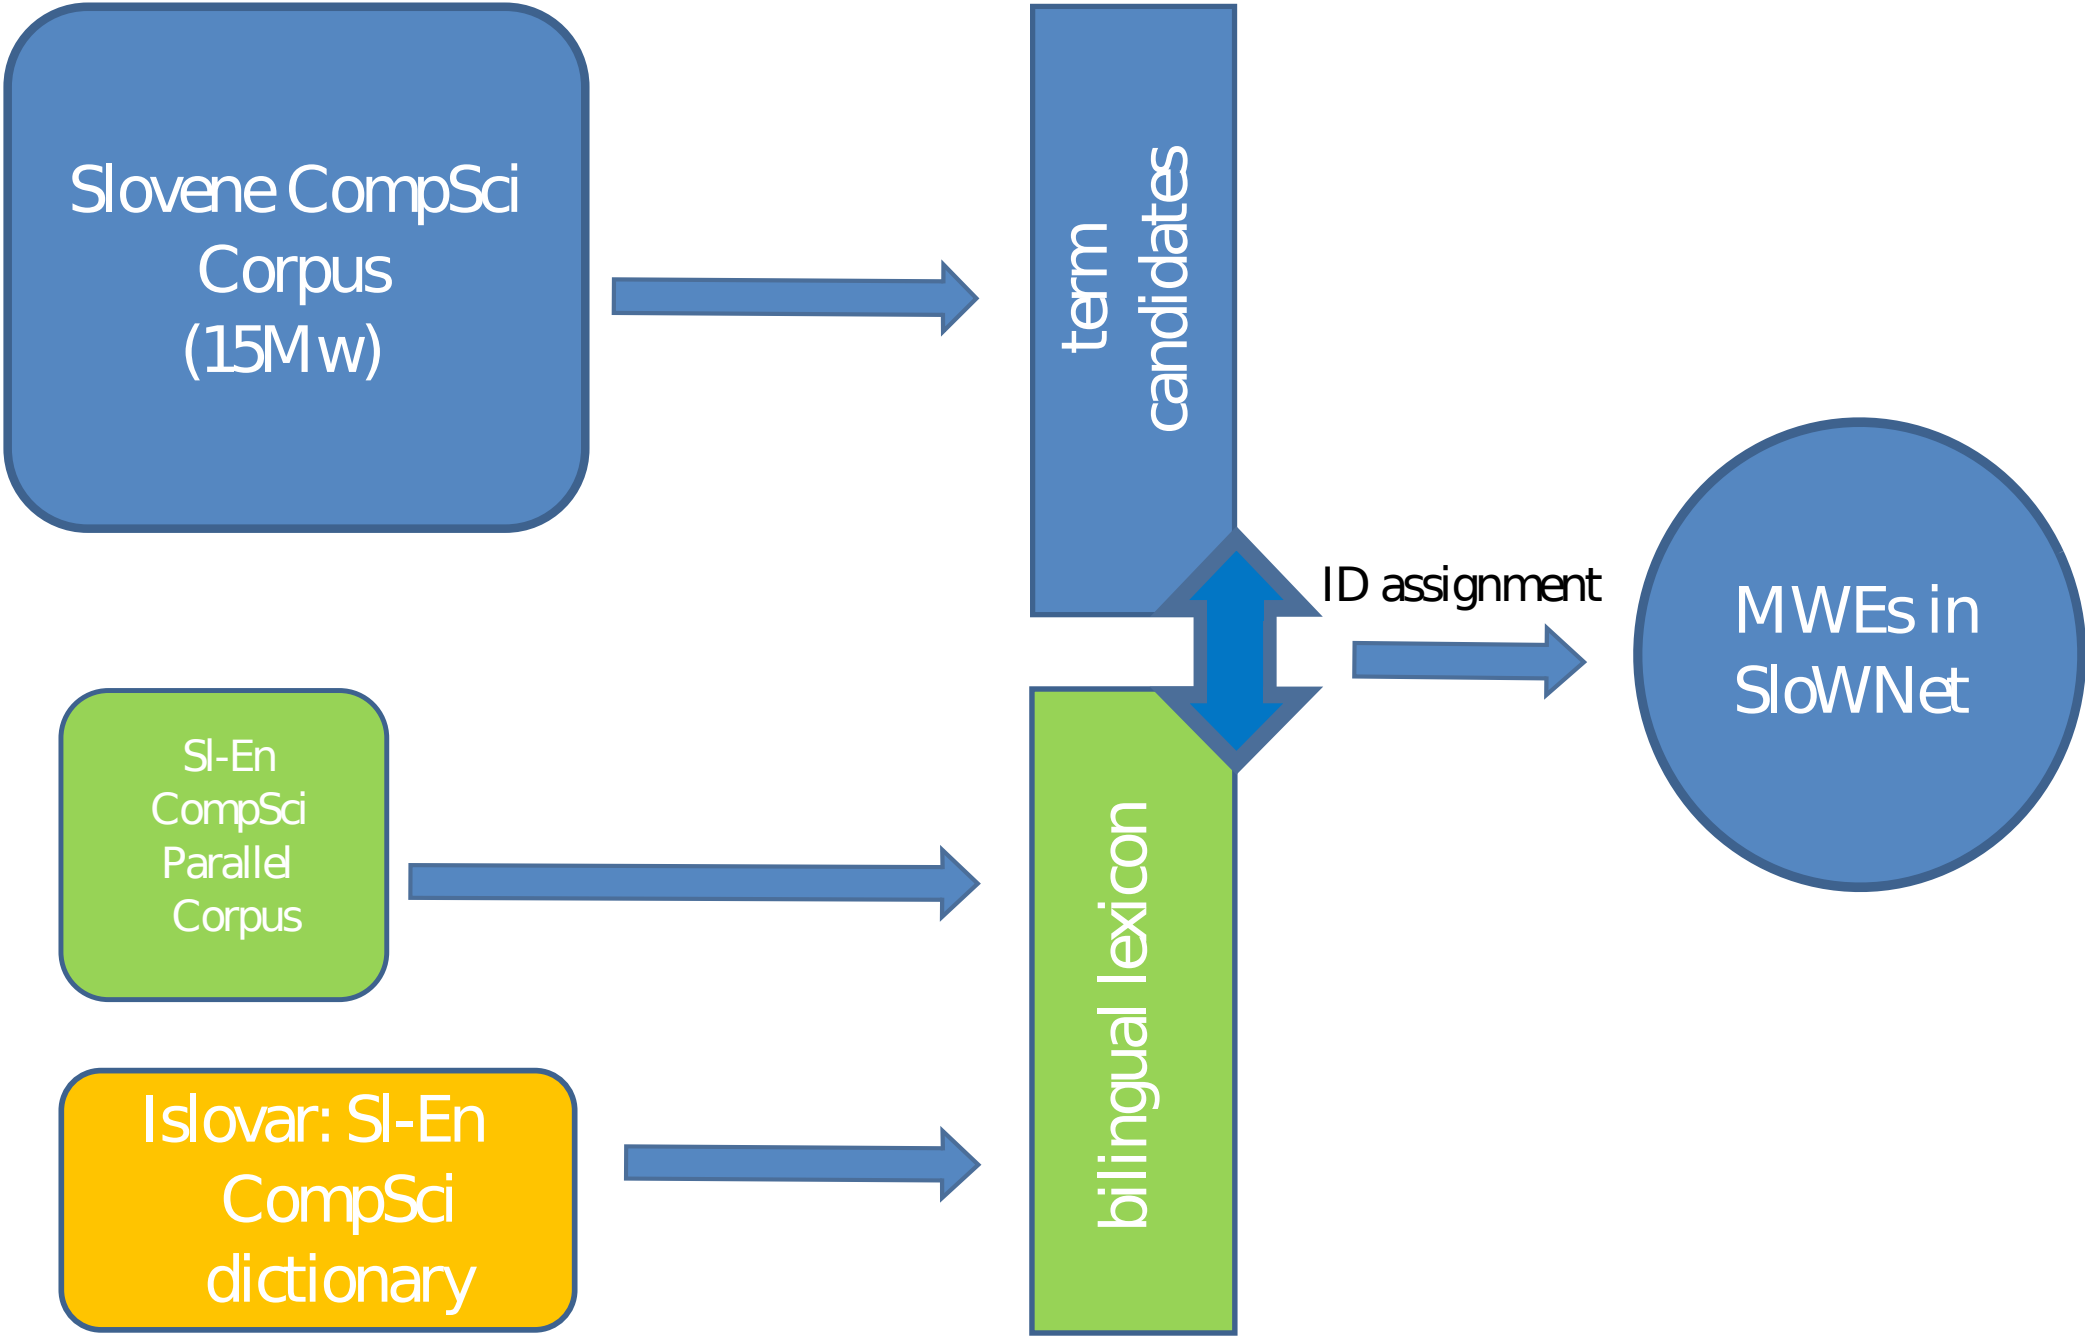 Slovene CompSci
Corpus
(15Mw)
term
candidates
ID assignment
MWEs in
SloWNet
Sl-En
CompSci
Parallel
Corpus
bilingual lexicon
Islovar: Sl-En
CompSci
dictionary